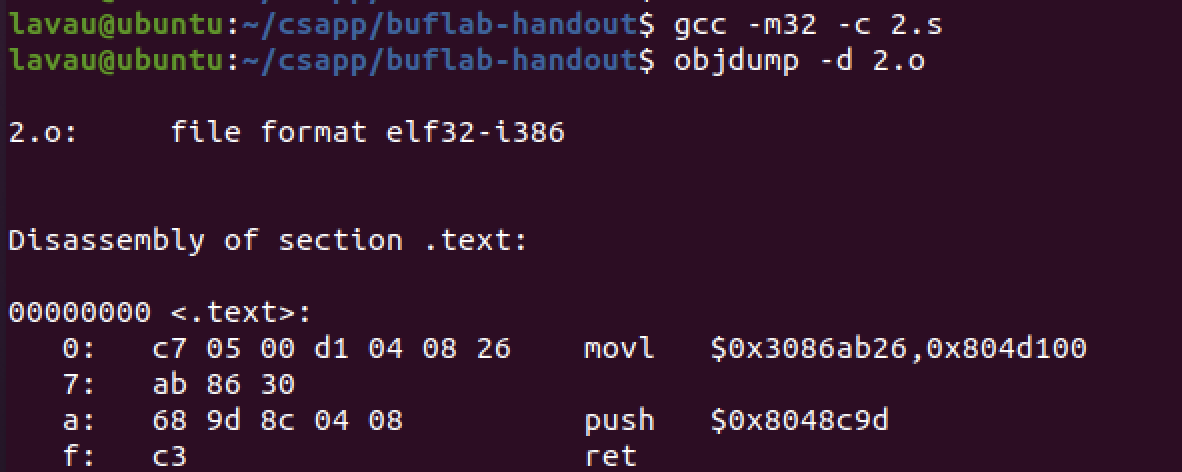 lavau@ubuntu:~/csapp/buflab-handout$ gcc -m32 -c 2.s
lavau@ubuntu:~/csapp/buflab-handout$ objdump -d 2.o
2.o:     file format elf32-i386
Disassembly of section .text:
00000000 <.text>:
   0:   c7 05 00 d1 04 08 26    movl   $0x3086ab26,0x804d100
   7:   ab 86 30
   a:   68 9d 8c 04 08          push   $0x8048c9d
   f:   c3                      ret